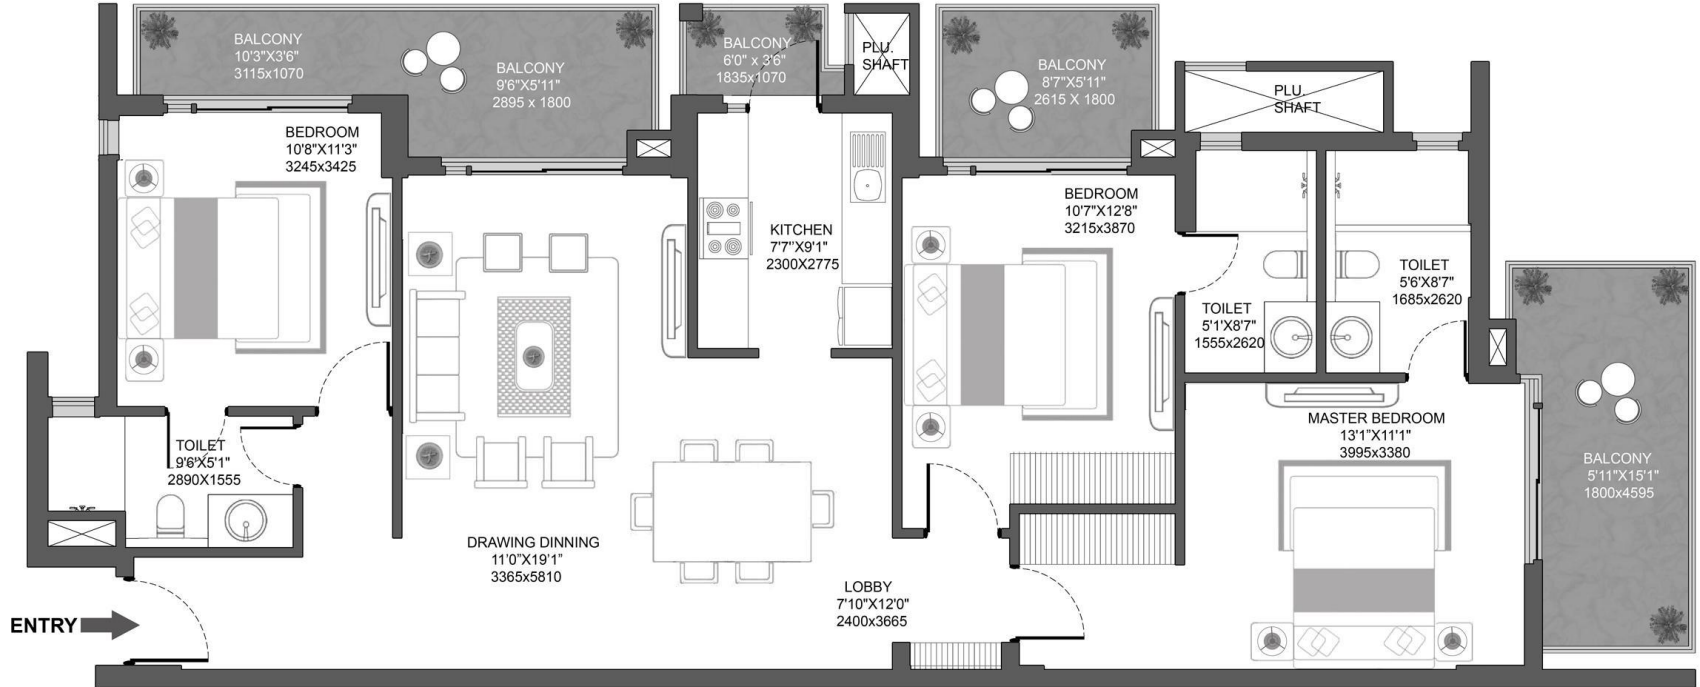 BALCONY
10'3"X3'6"
3115x1070
BALCONY
9'6"X5'11"
2895 x 1800
BALCONY
6'0" x 3'6"
1835x1070
PLU.
SHAFT
BALCONY
8'7"X5'11"
2615 X 1800
PLU.
SHAFT
BEDROOM
10'8"X11'3"
3245x3425
KITCHEN
7'7"X9'1"
2300X2775
BEDROOM
10'7"X12'8"
3215x3870
TOILET
5'1'X8'7"
1555x2620
TOILET
5'6'X8'7"
1685x2620
TOILET
9'6'X5'1"
2890X1555
MASTER BEDROOM
13'1"X11'1"
3995x3380
BALCONY
5'11"X15'1"
1800x4595
DRAWING DINNING
11'0"X19'1"
3365x5810
LOBBY
7'10"X12'0"
2400x3665
ENTRY